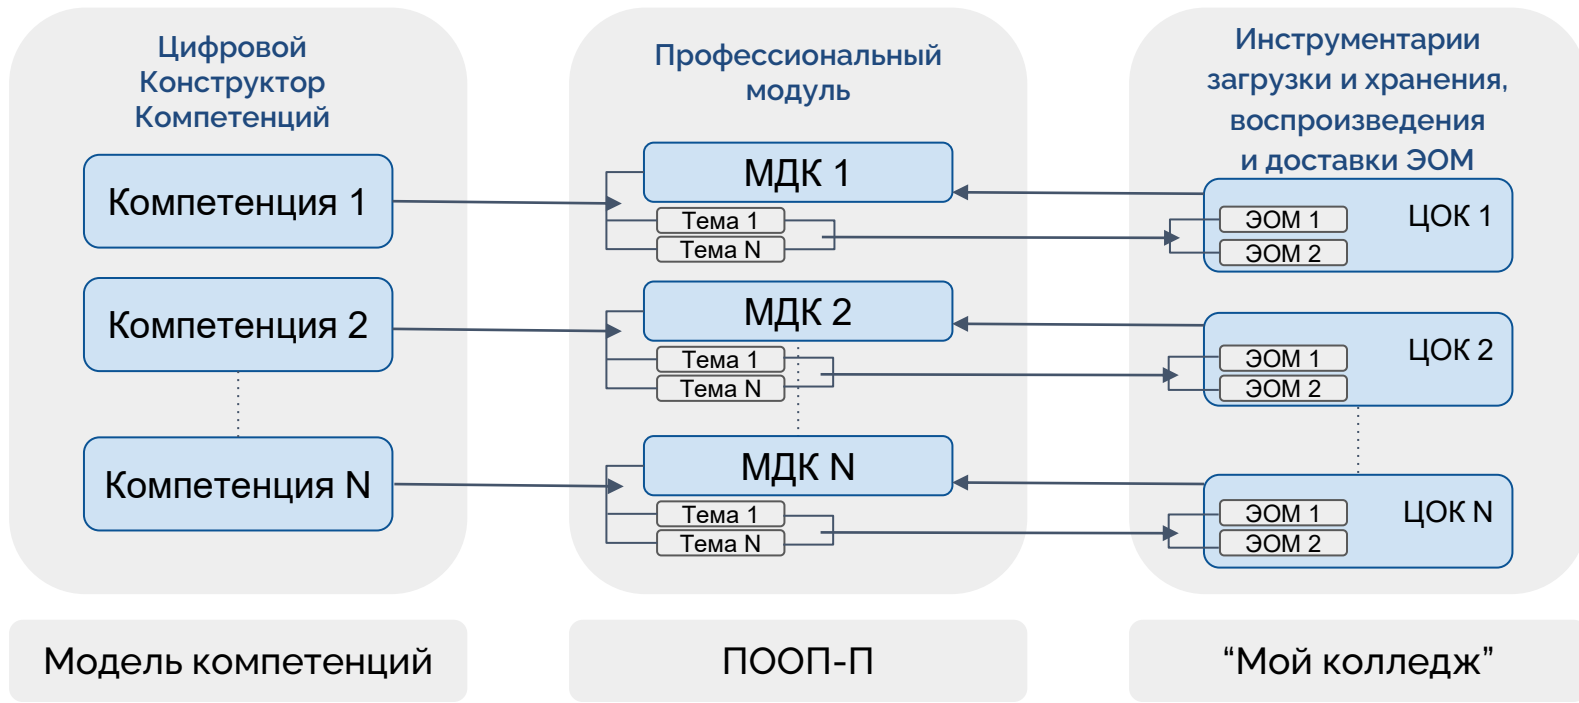 Цифровой
Конструктор
Компетенций
Компетенция 1
Компетенция 2
Компетенция N
Модель компетенций
Профессиональный
модуль
МДК 1
Тема 1
Тема N
МДК 2
Тема 1
Тема N
МДК N
Тема 1
Тема N
ПООП-П
Инструментарии
загрузки и хранения,
воспроизведения
и доставки ЭОМ
ЦОК 1
ЭОМ 1
ЭОМ 2
ЦОК 2
ЭОМ 1
ЭОМ 2
ЦОК N
ЭОМ 1
ЭОМ 2
“Мой колледж”